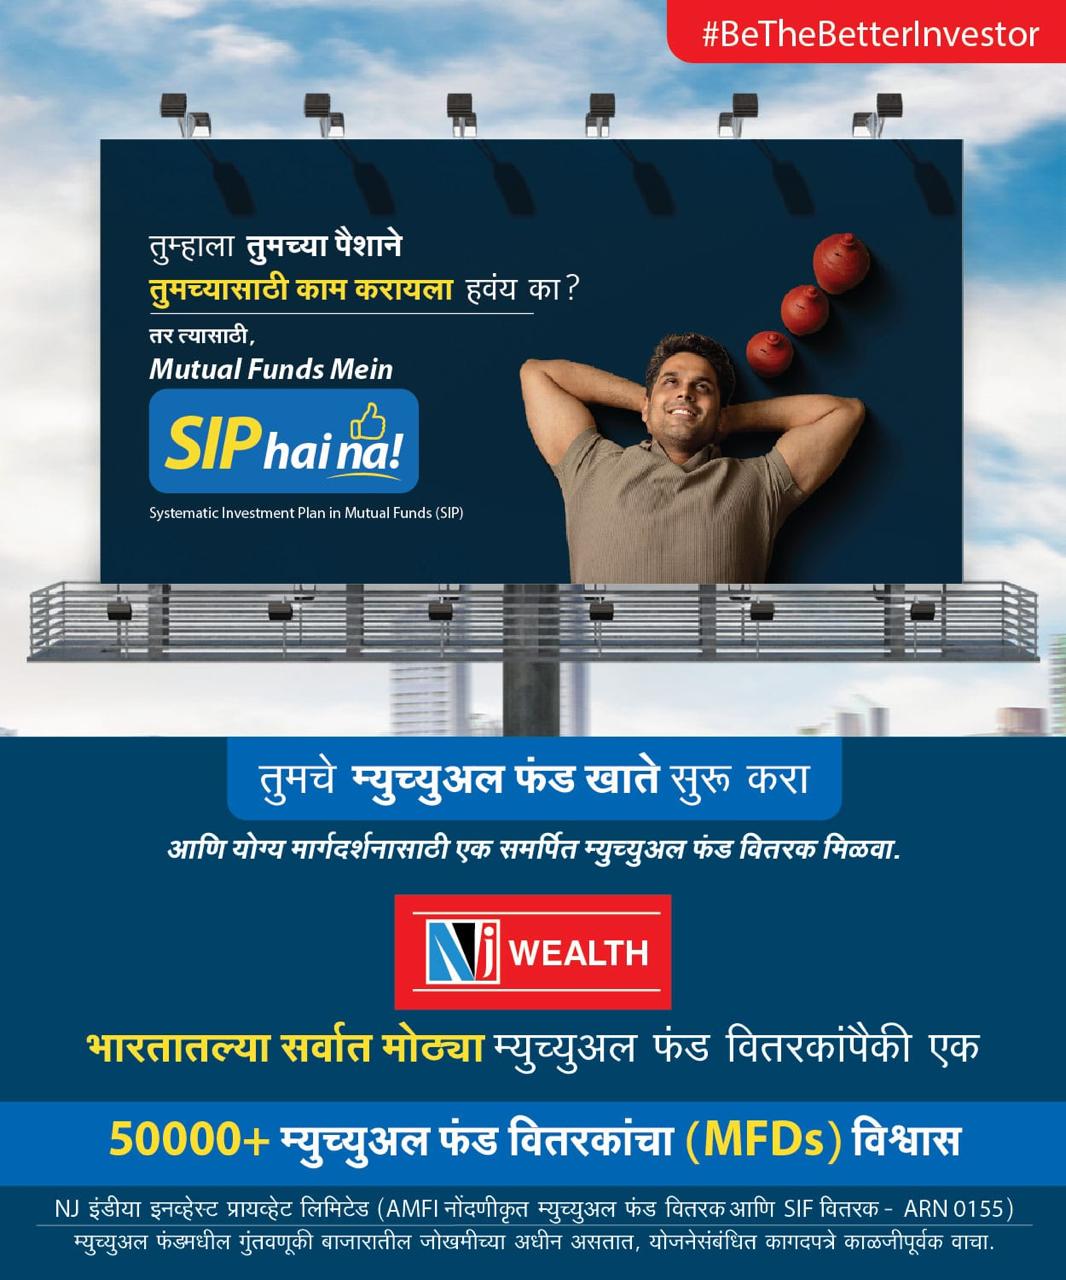 #BeTheBetterInvestor
तुम्हाला तुमच्या पैशाने
तुमच्यासाठी काम करायला हवंय का?
तर त्यासाठी,
Mutual Funds Mein
SIP hai na!
Systematic Investment Plan in Mutual Funds (SIP)
तुमचे म्युच्युअल फंड खाते सुरू करा
आणि योग्य मार्गदर्शनासाठी एक समर्पित म्युच्युअल फंड वितरक मिळवा.
Nj WEALTH
भारतातल्या सर्वात मोठ्या म्युच्युअल फंड वितरकांपैकी एक
50000+ म्युच्युअल फंड वितरकांचा (MFDs) विश्वास
NJ इंडीया इनव्हेस्ट प्रायव्हेट लिमिटेड (AMFI नोंदणीकृत म्युच्युअल फंड वितरक आणि SIF वितरक - ARN 0155)
म्युच्युअल फंडमधील गुंतवणूकी बाजारातील जोखमीच्या अधीन असतात, योजनेसंबंधित कागदपत्रे काळजीपूर्वक वाचा.